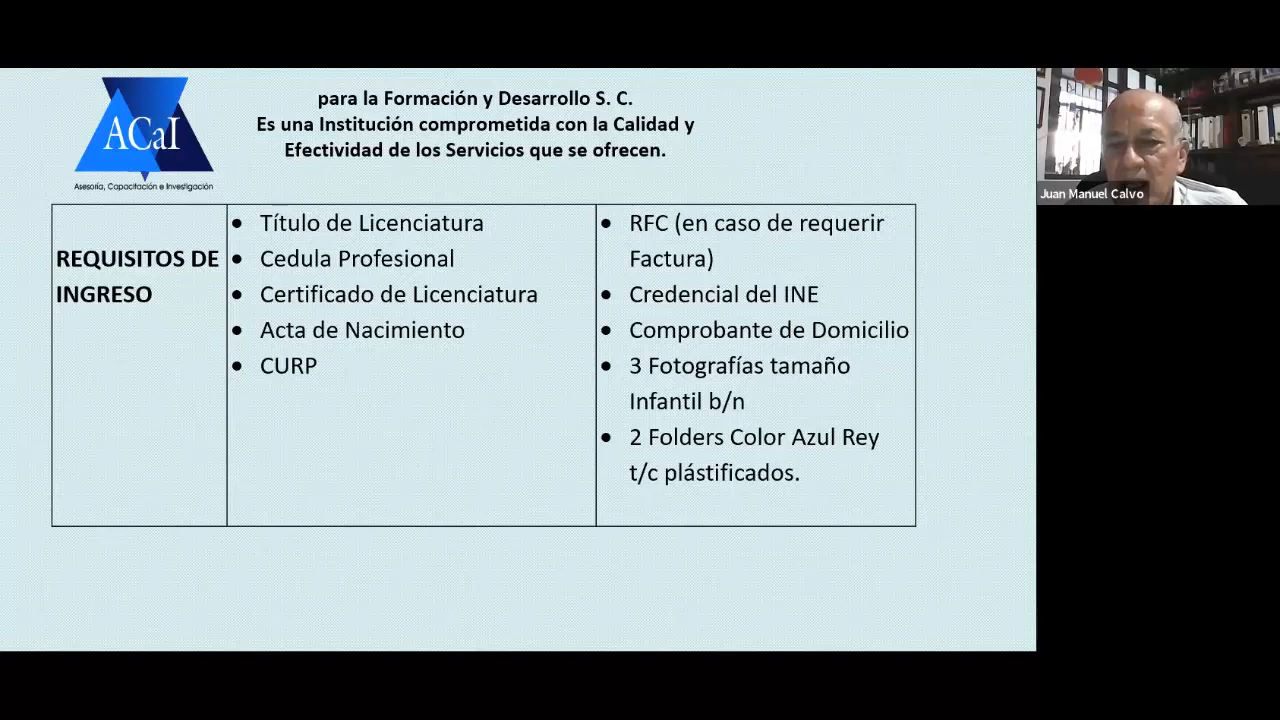 para la Formación y Desarrollo S. C.
Es una Institución comprometida con la Calidad y
Efectividad de los Servicios que se ofrecen.
ACaI
Asesoría, Capacitación e Investigación
Juan Manuel Calvo
REQUISITOS DE
INGRESO
Título de Licenciatura
Cedula Profesional
Certificado de Licenciatura
Acta de Nacimiento
CURP
RFC (en caso de requerir
Factura)
Credencial del INE
Comprobante de Domicilio
3 Fotografías tamaño
Infantil b/n
2 Folders Color Azul Rey
t/c plástificados.